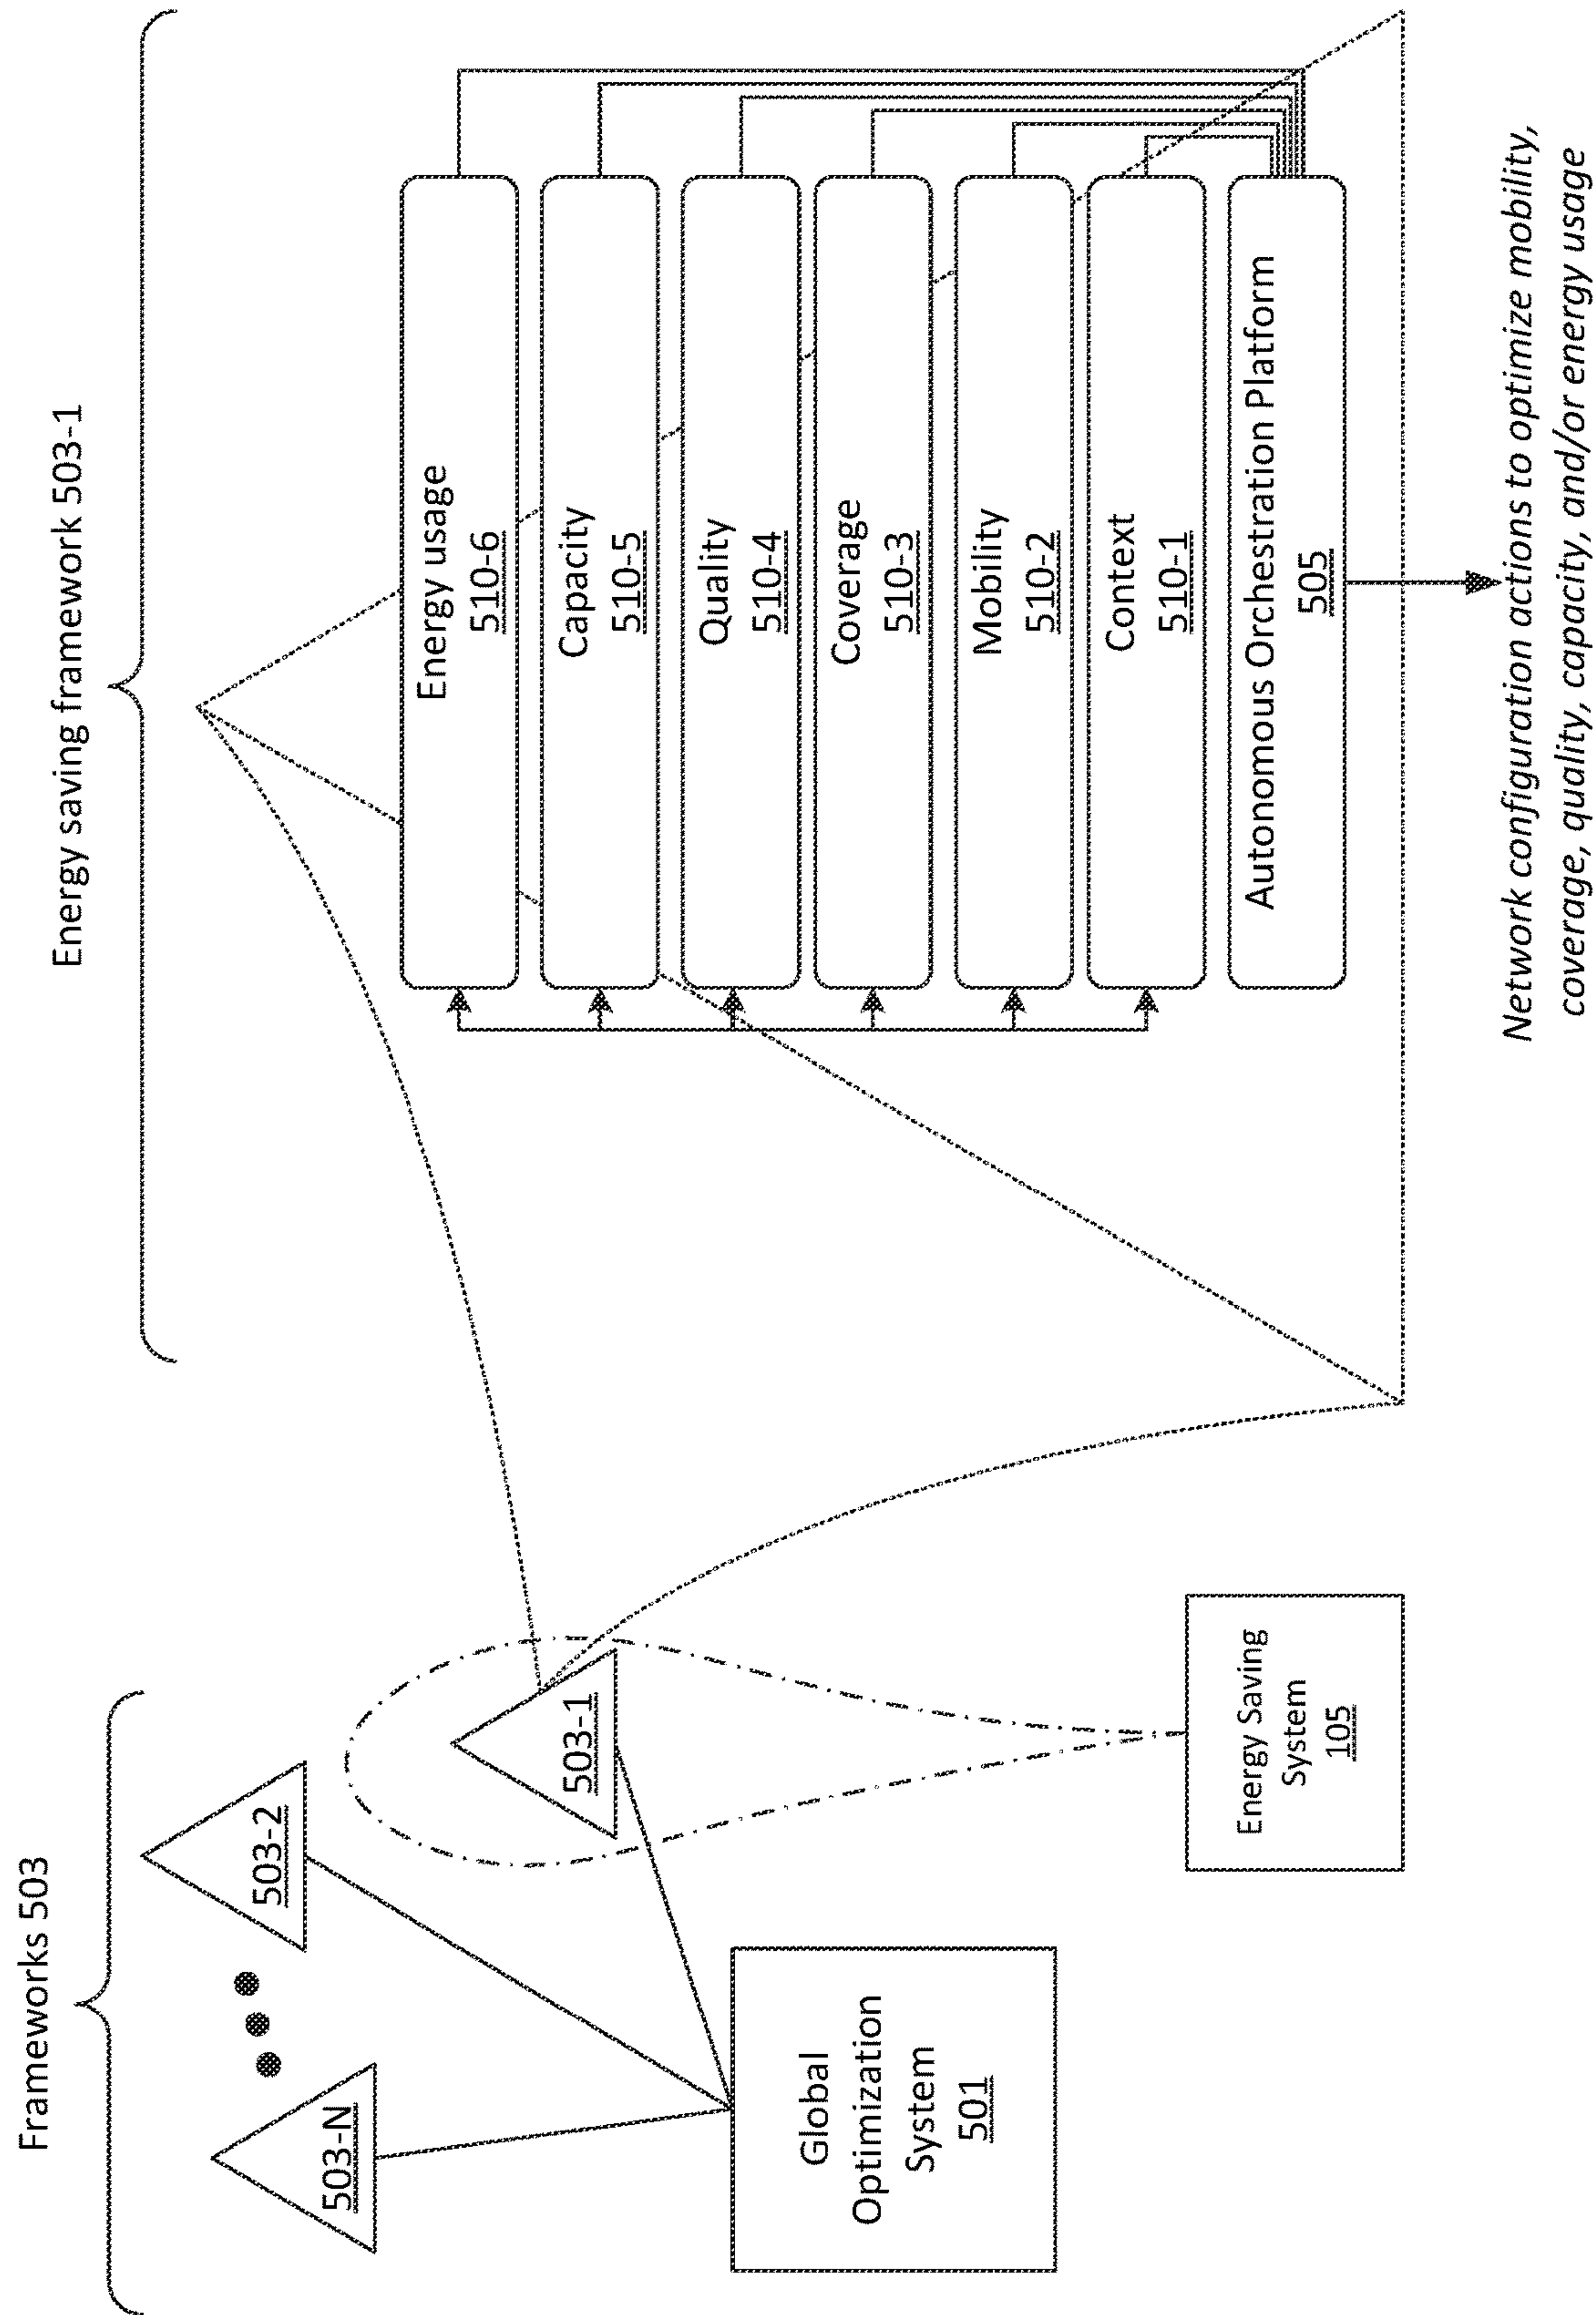 Frameworks 503
503-N
503-2
503-1
Global
Optimization
System
501
Energy Saving
System
105
Energy saving framework 503-1
Energy usage
510-6
Capacity
510-5
Quality
510-4
Coverage
510-3
Mobility
510-2
Context
510-1
Autonomous Orchestration Platform
505
Network configuration actions to optimize mobility,
coverage, quality, capacity, and/or energy usage